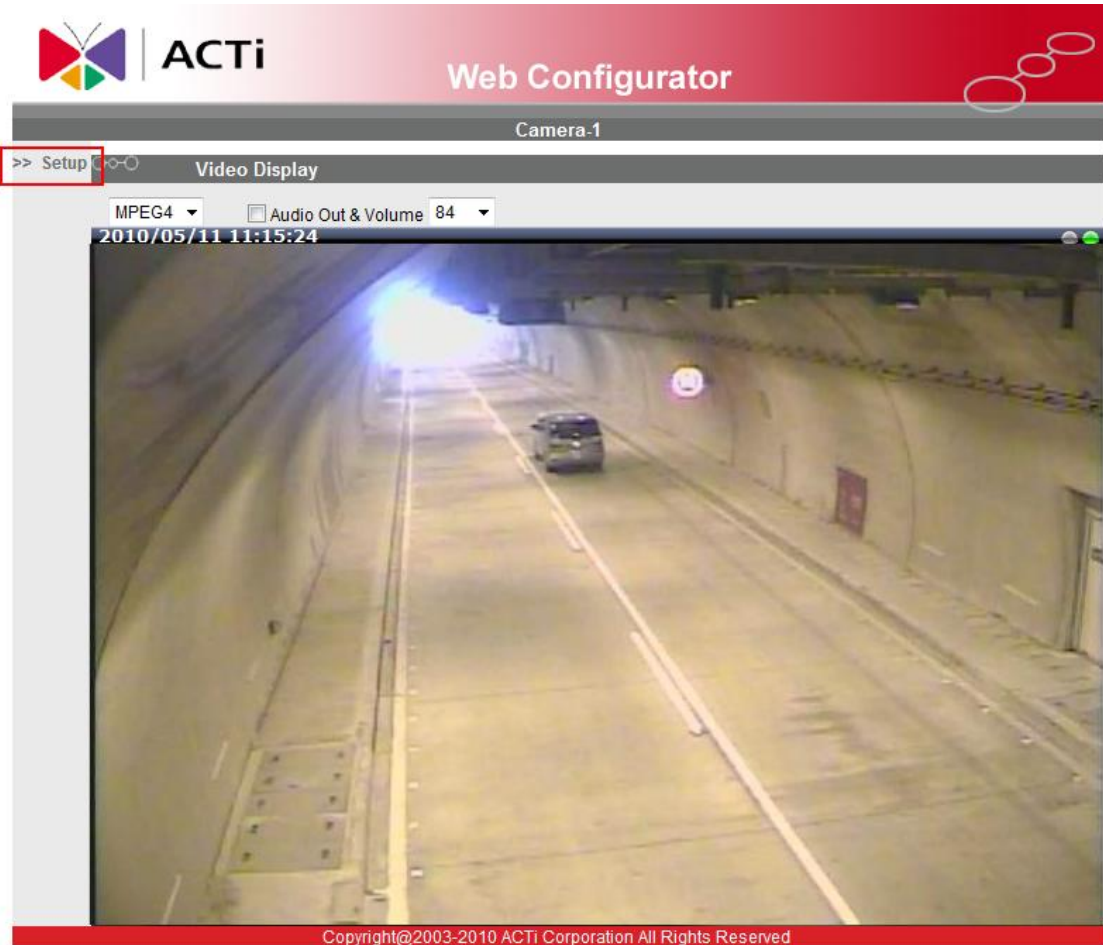 ACTi
Web Configurator
Camera-1
>> Setup
Video Display
MPEG4 Audio Out & Volume 84
2010/05/11 11:15:24
Copyright@2003-2010 ACTi Corporation All Rights Reserved